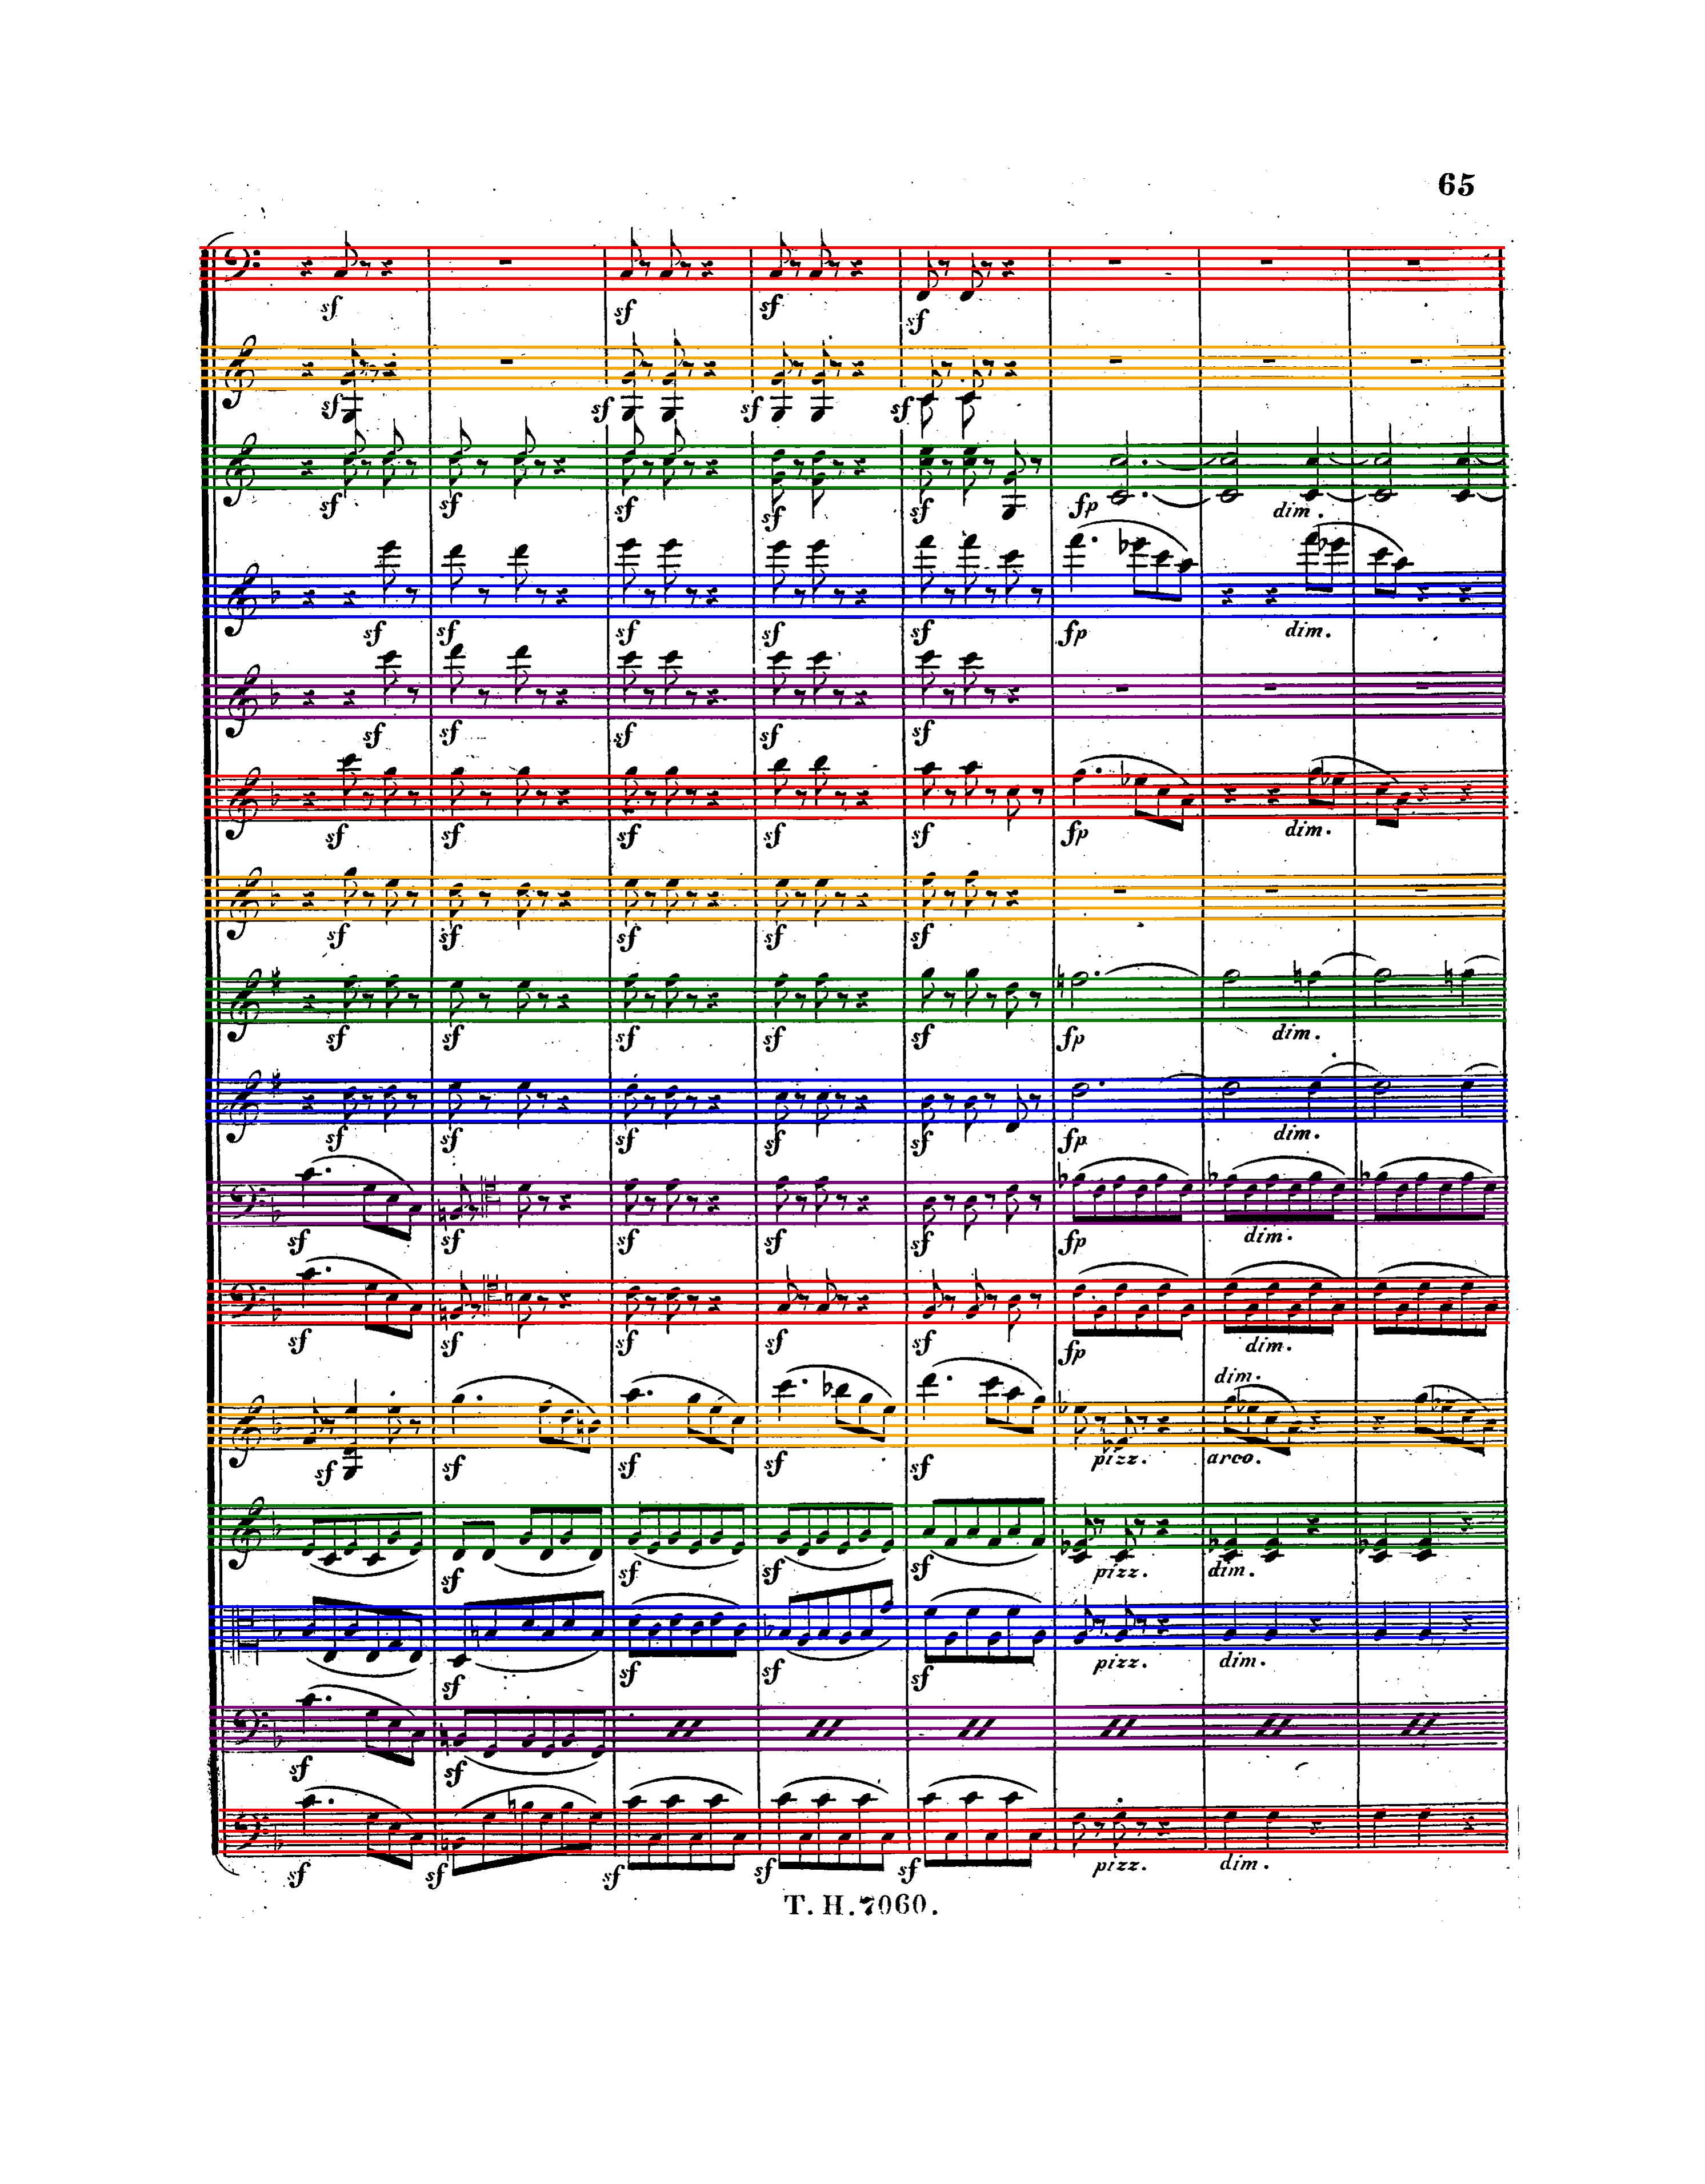 65
sf sf sf sf
sf sf sf sf
sf sf sf sf sf fp dim.
sf sf sf sf sf fp dim.
sf sf sf sf sf
sf sf sf sf sf fp dim.
sf sf sf sf sf
sf sf sf sf sf fp dim.
sf sf sf sf sf fp dim.
sf sf sf sf sf fp dim.
sf sf sf sf sf fp dim.
dim.
sf sf sf sf sf pizz. arco.
sf sf sf sf pizz. dim.
sf sf sf sf pizz. dim.
sf sf
sf sf sf sf sf pizz. dim.
T. H. 7060.